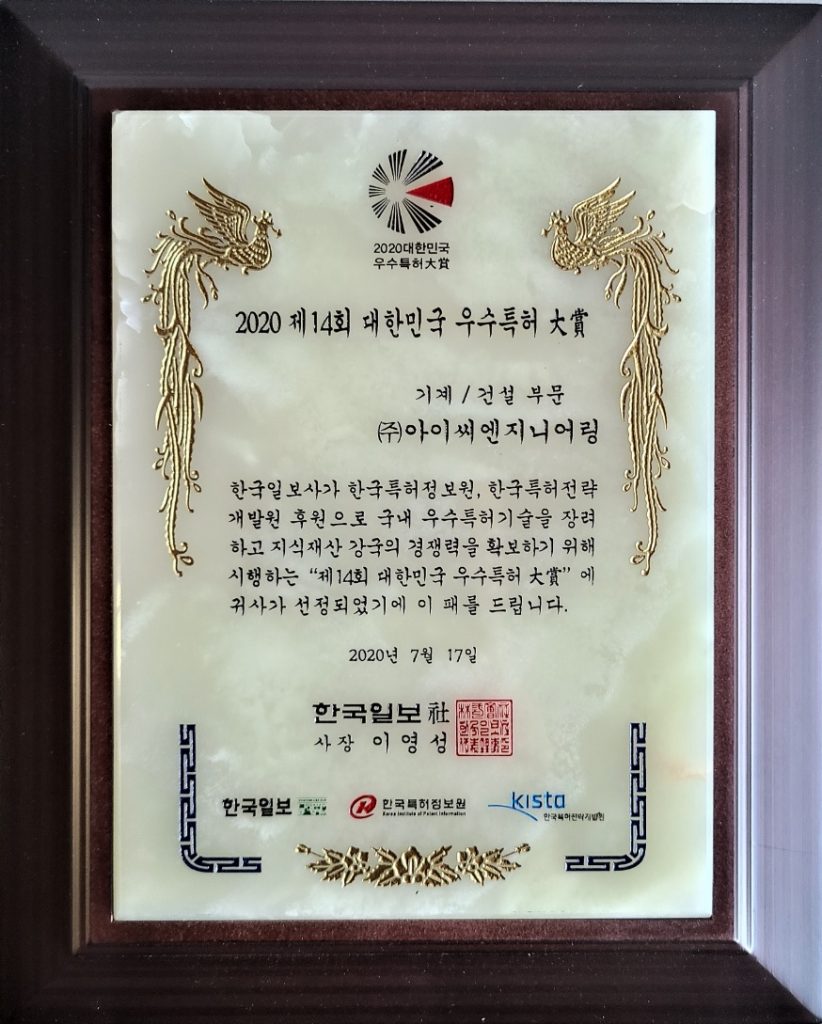 2020대한민국
우수특허大賞
2020 제14회 대한민국 우수특허 大賞
기계 / 건설 부문
㈜아이씨엔지니어링
한국일보사가 한국특허정보원, 한국특허전략
개발원 후원으로 국내 우수특허기술을 장려
하고 지식재산 강국의 경쟁력을 확보하기 위해
시행하는 “제14회 대한민국 우수특허 大賞” 에
귀사가 선정되었기에 이 패를 드립니다.
2020년 7월 17일
한국일보 社
사장 이영성
한국일보
한국특허정보원
Korea Institute of Patent Information
kista
한국특허전략개발원